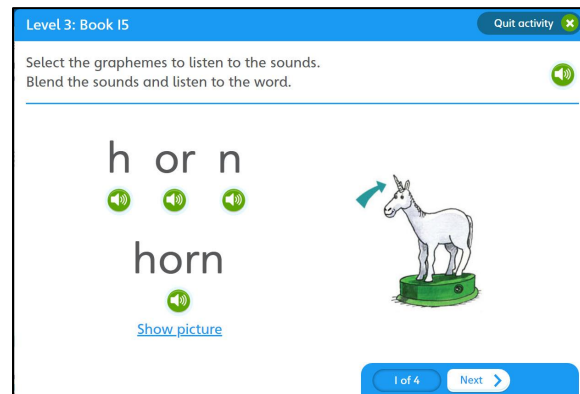 Level 3: Book 15
Quit activity
Select the graphemes to listen to the sounds.
Blend the sounds and listen to the word.
h or n
horn
Show picture
1 of 4
Next